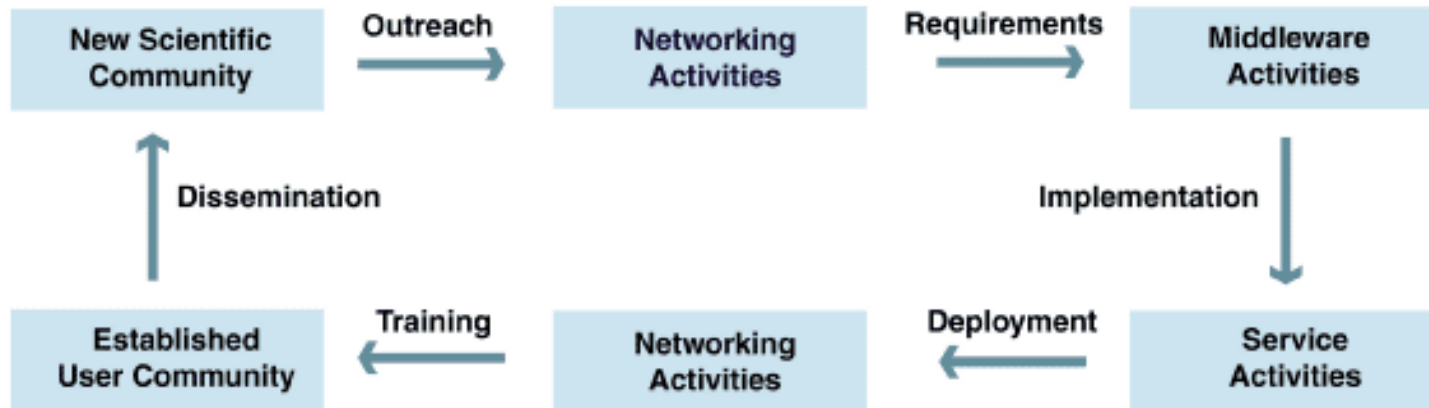 New Scientific
Community
Outreach
Networking
Activities
Requirements
Middleware
Activities
Dissemination
Implementation
Established
User Community
Training
Networking
Activities
Deployment
Service
Activities